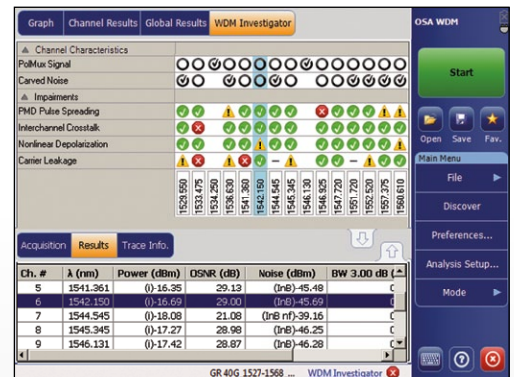 Graph Channel Results Global Results WDM Investigator
OSA WDM
Channel Characteristics
PolMux Signal
Carved Noise
Impairments
PMD Pulse Spreading
Interchannel Crosstalk
Nonlinear Depolarization
Carrier Leakage
1529.550 1533.475 1534.250 1536.630 1541.360 1542.150 1544.545 1545.345 1546.130 1546.925 1547.720 1551.720 1552.520 1557.375 1560.610
Start
Open Save Fav.
Main Menu
File
Discover
Preferences...
Analysis Setup...
Mode
Acquisition Results Trace Info.
Ch. # λ (nm) Power (dBm) OSNR (dB) Noise (dBm) BW 3.00 dB (
5 1541.361 (i)-16.35 29.13 (InB)-45.48
6 1542.150 (i)-16.69 29.00 (InB)-45.69
7 1544.545 (i)-18.08 21.08 (InB nf)-39.16
8 1545.345 (i)-17.27 28.98 (InB)-46.25
9 1546.131 (i)-17.42 28.87 (InB)-46.28
GR 40G 1527-1568 ... WDM Investigator